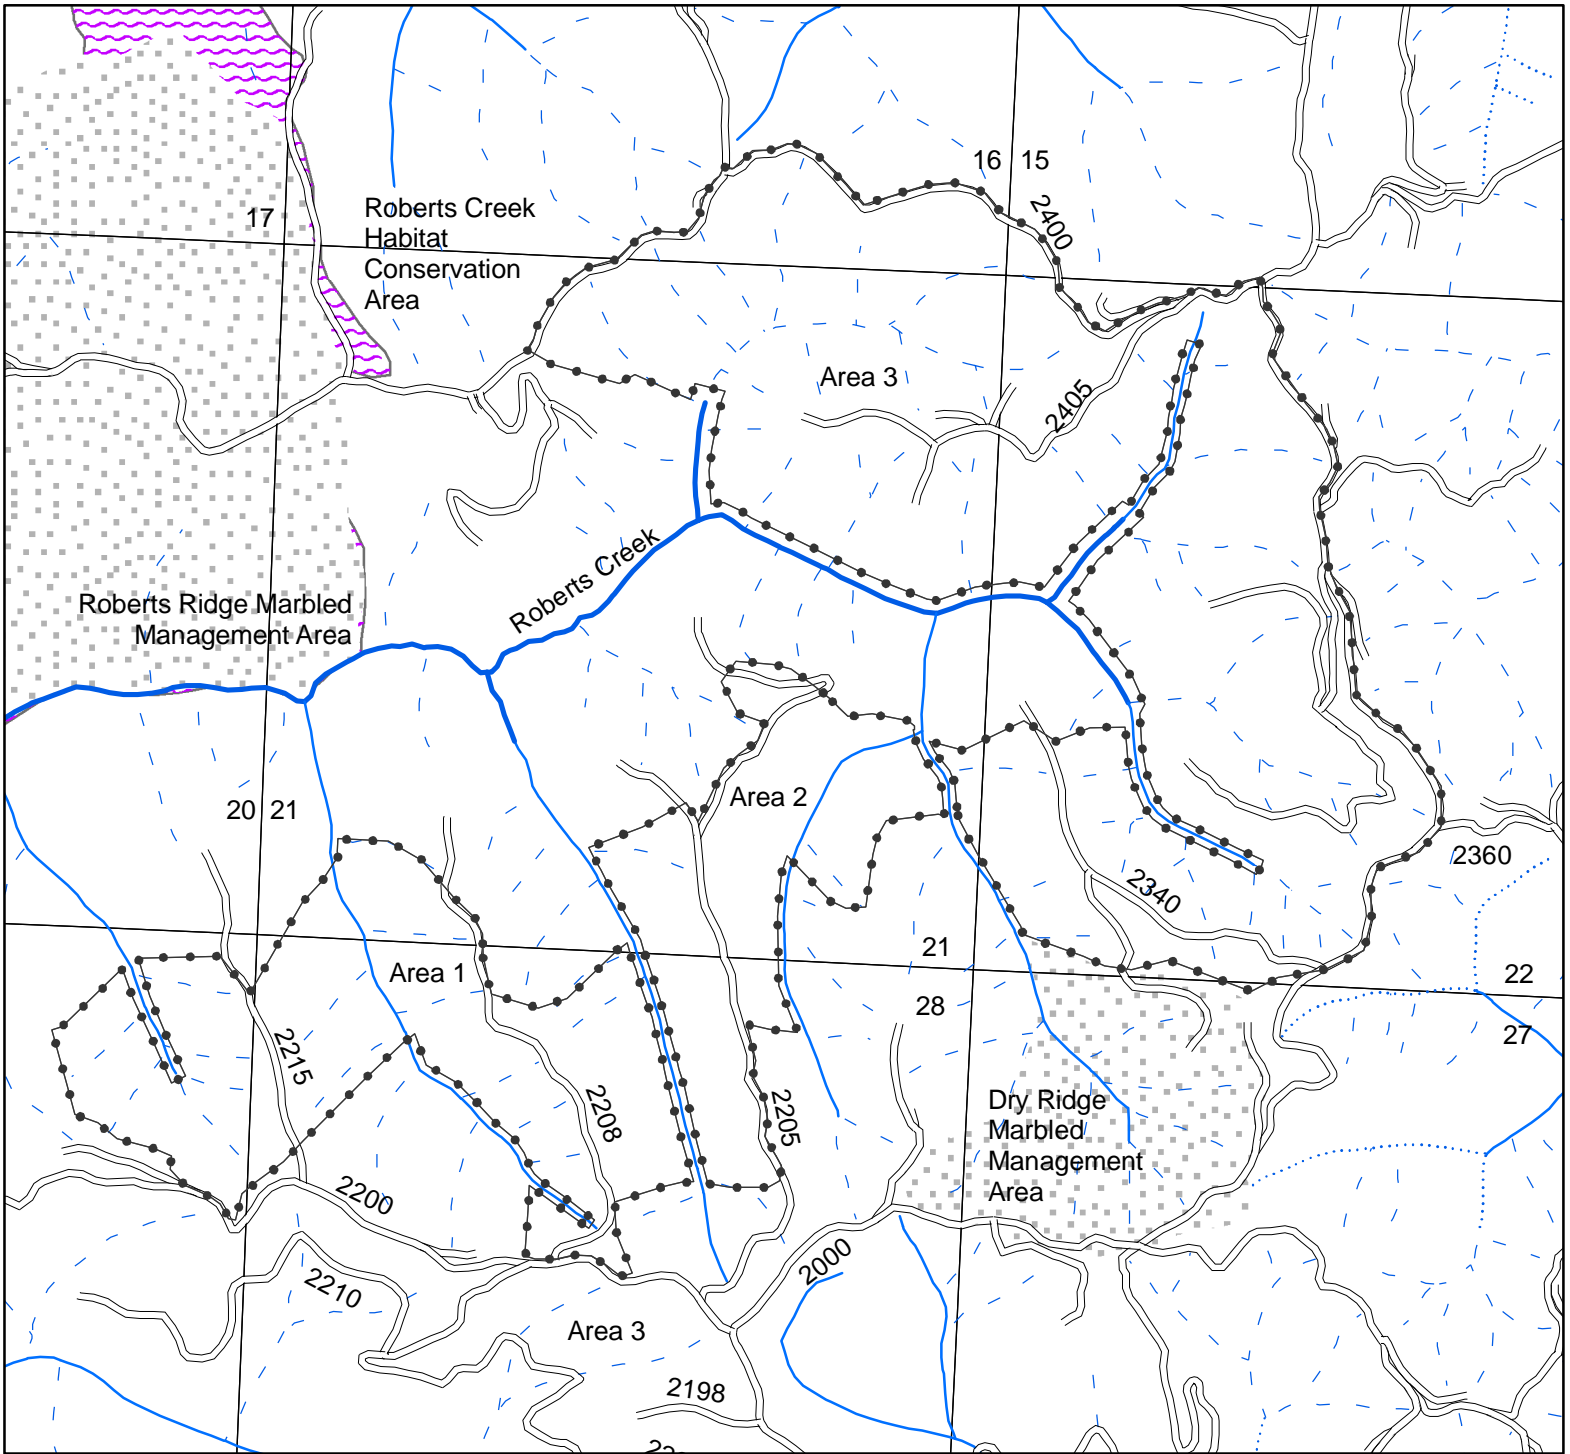 16
15
17
Roberts Creek
Habitat
Conservation
Area
2400
Area 3
2405
Roberts Creek
Roberts Ridge Marbled
Management Area
20
21
Area 2
2360
2340
Area 1
21
22
28
27
2215
2208
2205
Dry Ridge
Marbled
Management
Area
2200
2000
2210
Area 3
2198